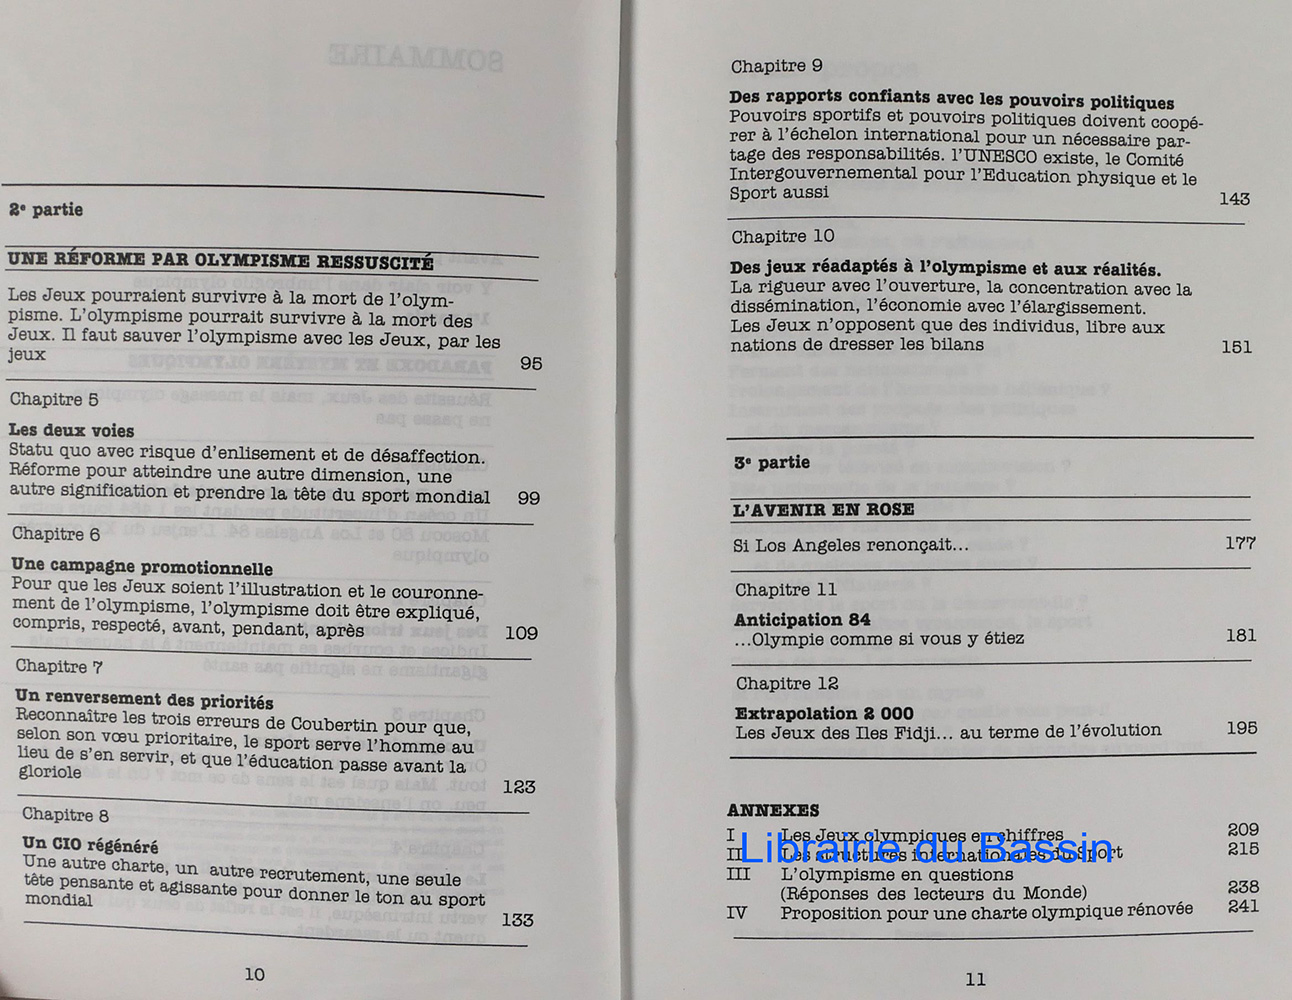 2e partie
UNE RÉFORME PAR OLYMPISME RESSUSCITÉ
Les Jeux pourraient survivre à la mort de l'olym-
pisme. L'olympisme pourrait survivre à la mort des
Jeux. Il faut sauver l'olympisme avec les Jeux, par les
jeux 95
Chapitre 5
Les deux voies
Statu quo avec risque d'enlisement et de désaffection.
Réforme pour atteindre une autre dimension, une
autre signification et prendre la tête du sport mondial 99
Chapitre 6
Une campagne promotionnelle
Pour que les Jeux soient l'illustration et le couronne-
ment de l'olympisme, l'olympisme doit être expliqué,
compris, respecté, avant, pendant, après 109
Chapitre 7
Un renversement des priorités
Reconnaître les trois erreurs de Coubertin pour que,
selon son vœu prioritaire, le sport serve l'homme au
lieu de s'en servir, et que l'éducation passe avant la
gloriole 123
Chapitre 8
Un CIO régénéré
Une autre charte, un autre recrutement, une seule
tête pensante et agissante pour donner le ton au sport
mondial 133
10
Chapitre 9
Des rapports confiants avec les pouvoirs politiques
Pouvoirs sportifs et pouvoirs politiques doivent coopé-
rer à l'échelon international pour un nécessaire par-
tage des responsabilités. l'UNESCO existe, le Comité
Intergouvernemental pour l'Education physique et le
Sport aussi 143
Chapitre 10
Des jeux réadaptés à l'olympisme et aux réalités.
La rigueur avec l'ouverture, la concentration avec la
dissémination, l'économie avec l'élargissement.
Les Jeux n'opposent que des individus, libre aux
nations de dresser les bilans 151
3e partie
L'AVENIR EN ROSE
Si Los Angeles renonçait... 177
Chapitre 11
Anticipation 84
...Olympie comme si vous y étiez 181
Chapitre 12
Extrapolation 2 000
Les Jeux des Iles Fidji... au terme de l'évolution 195
ANNEXES
I Les Jeux olympiques en chiffres 209
II Les structures internationales du Sport 215
Librairie du Bassin
III L'olympisme en questions
(Réponses des lecteurs du Monde) 238
IV Proposition pour une charte olympique rénovée 241
11